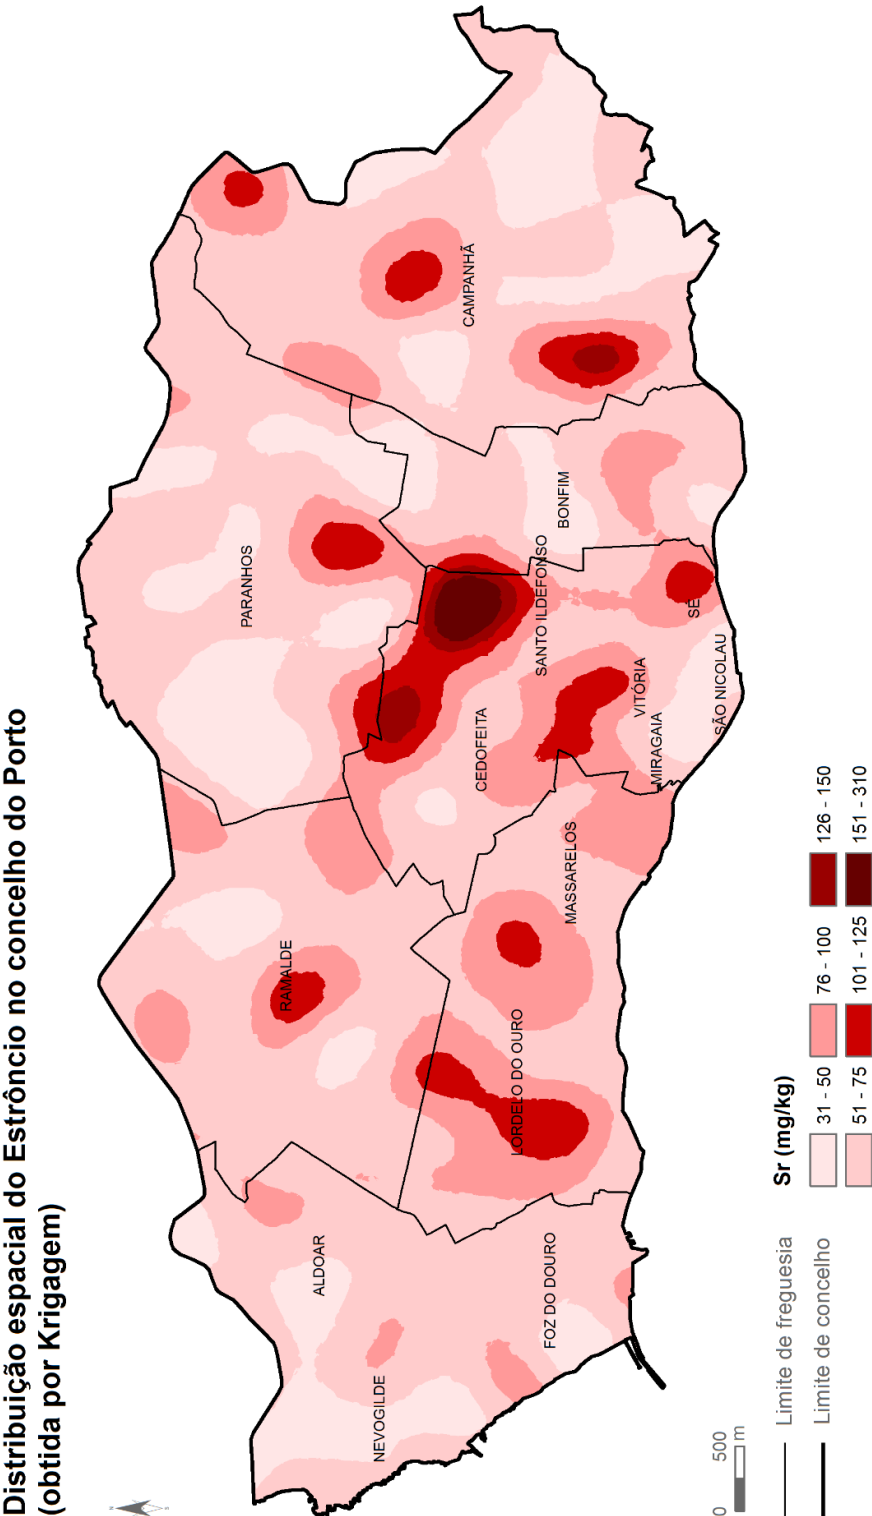 Distribuição espacial do Estrôncio no concelho do Porto
(obtida por Krigagem)
N
S
PARANHOS
CAMPANHÃ
RAMALDE
ALDOAR
NEVOGILDE
CEDOFEITA
SANTO ILDEFONSO
BONFIM
FOZ DO DOURO
LORDELO DO OURO
MASSARELOS
VITÓRIA
MIRAGAIA
SÉ
SÃO NICOLAU
0 500
m
Limite de freguesia
Limite de concelho
Sr (mg/kg)
31 - 50
51 - 75
76 - 100
101 - 125
126 - 150
151 - 310